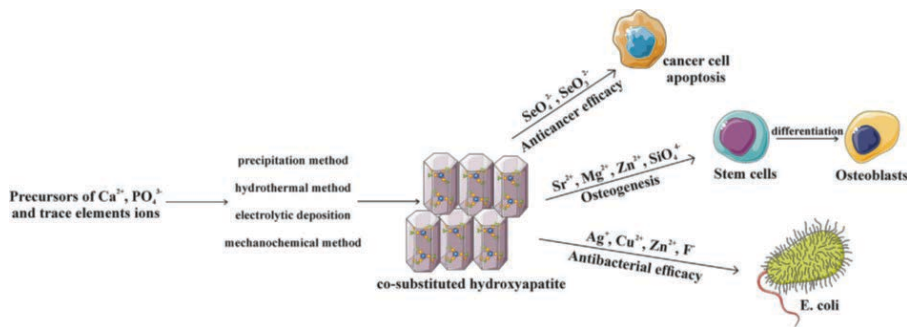 Precursors of Ca²⁺, PO₄³⁻
and trace elements ions
precipitation method
hydrothermal method
electrolytic deposition
mechanochemical method
co-substituted hydroxyapatite
SeO₄²⁻, SeO₃²⁻
Anticancer efficacy
cancer cell
apoptosis
Sr²⁺, Mg²⁺, Zn²⁺, SiO₄⁴⁻
Osteogenesis
Stem cells
differentiation
Osteoblasts
Ag⁺, Cu²⁺, Zn²⁺, F⁻
Antibacterial efficacy
E. coli